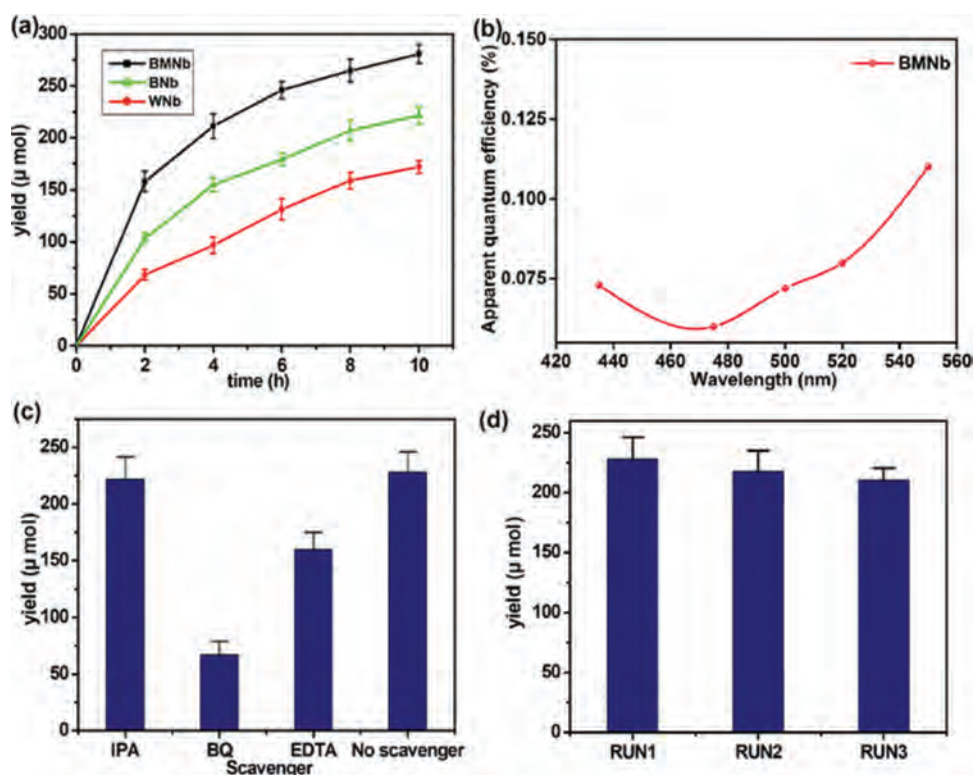 (a)
300
250
200
150
100
50
0
yield (μ mol)
BMNb
BNb
WNb
0 2 4 6 8 10
time (h)
(b)
0.150
0.125
0.100
0.075
Apparent quantum efficiency (%)
BMNb
420 440 460 480 500 520 540 560
Wavelength (nm)
(c)
250
200
150
100
50
0
yield (μ mol)
IPA BQ EDTA No scavenger
Scavenger
(d)
250
200
150
100
50
0
yield (μ mol)
RUN1 RUN2 RUN3